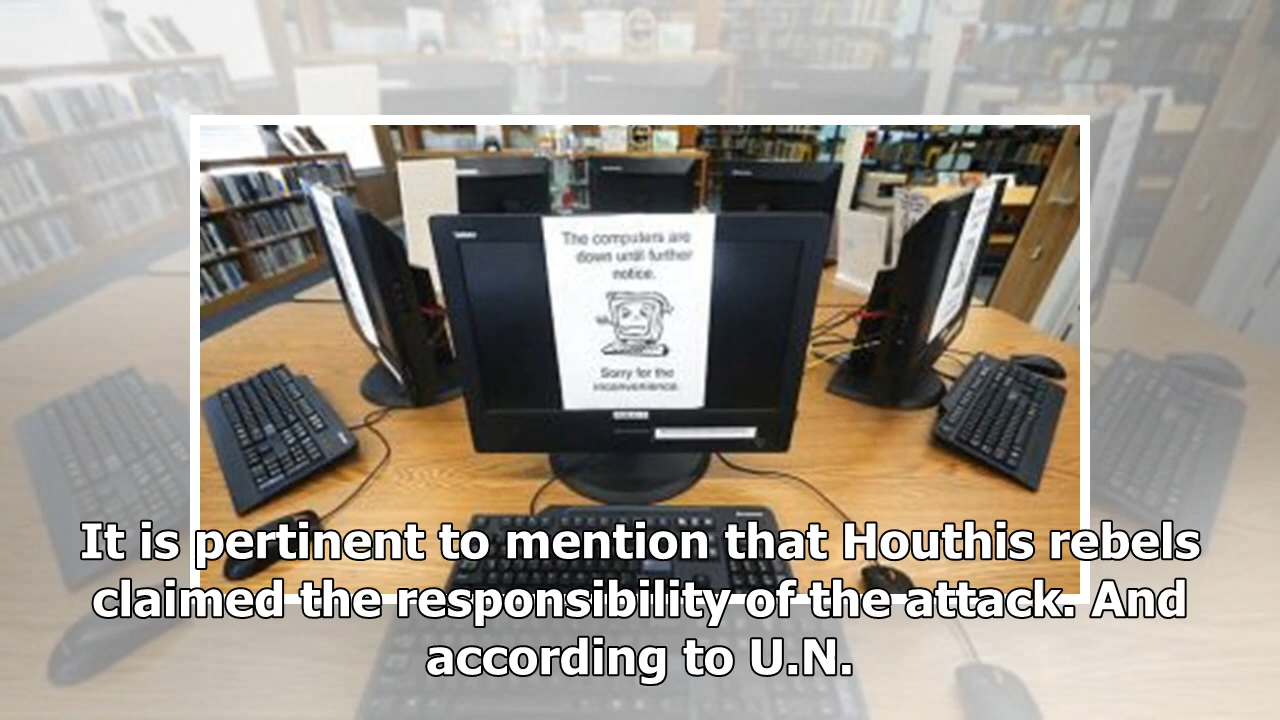 The computers are
down until further
notice.
Sorry for the
inconvenience.
It is pertinent to mention that Houthis rebels
claimed the responsibility of the attack. And
according to U.N.